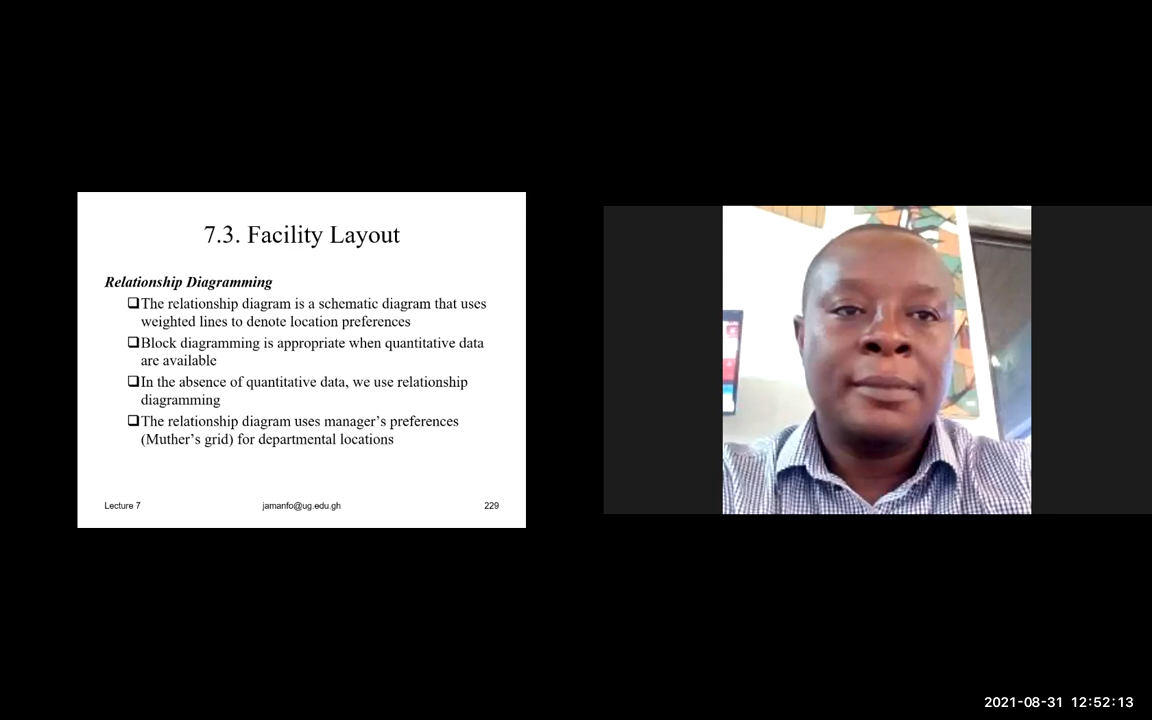 7.3. Facility Layout
Relationship Diagramming
❑The relationship diagram is a schematic diagram that uses
weighted lines to denote location preferences
❑Block diagramming is appropriate when quantitative data
are available
❑In the absence of quantitative data, we use relationship
diagramming
❑The relationship diagram uses manager’s preferences
(Muther’s grid) for departmental locations
Lecture 7 jamanfo@ug.edu.gh 229
2021-08-31 12:52:13